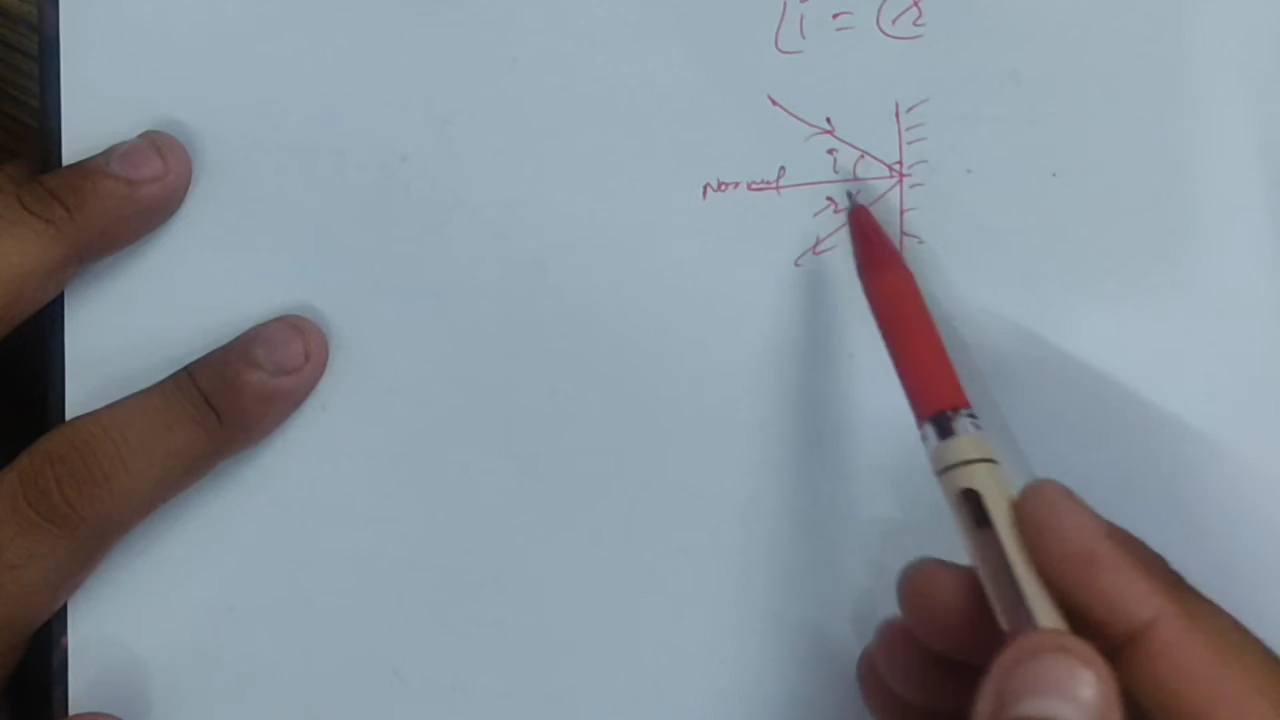 ∠i = ∠r
i
Normal
r